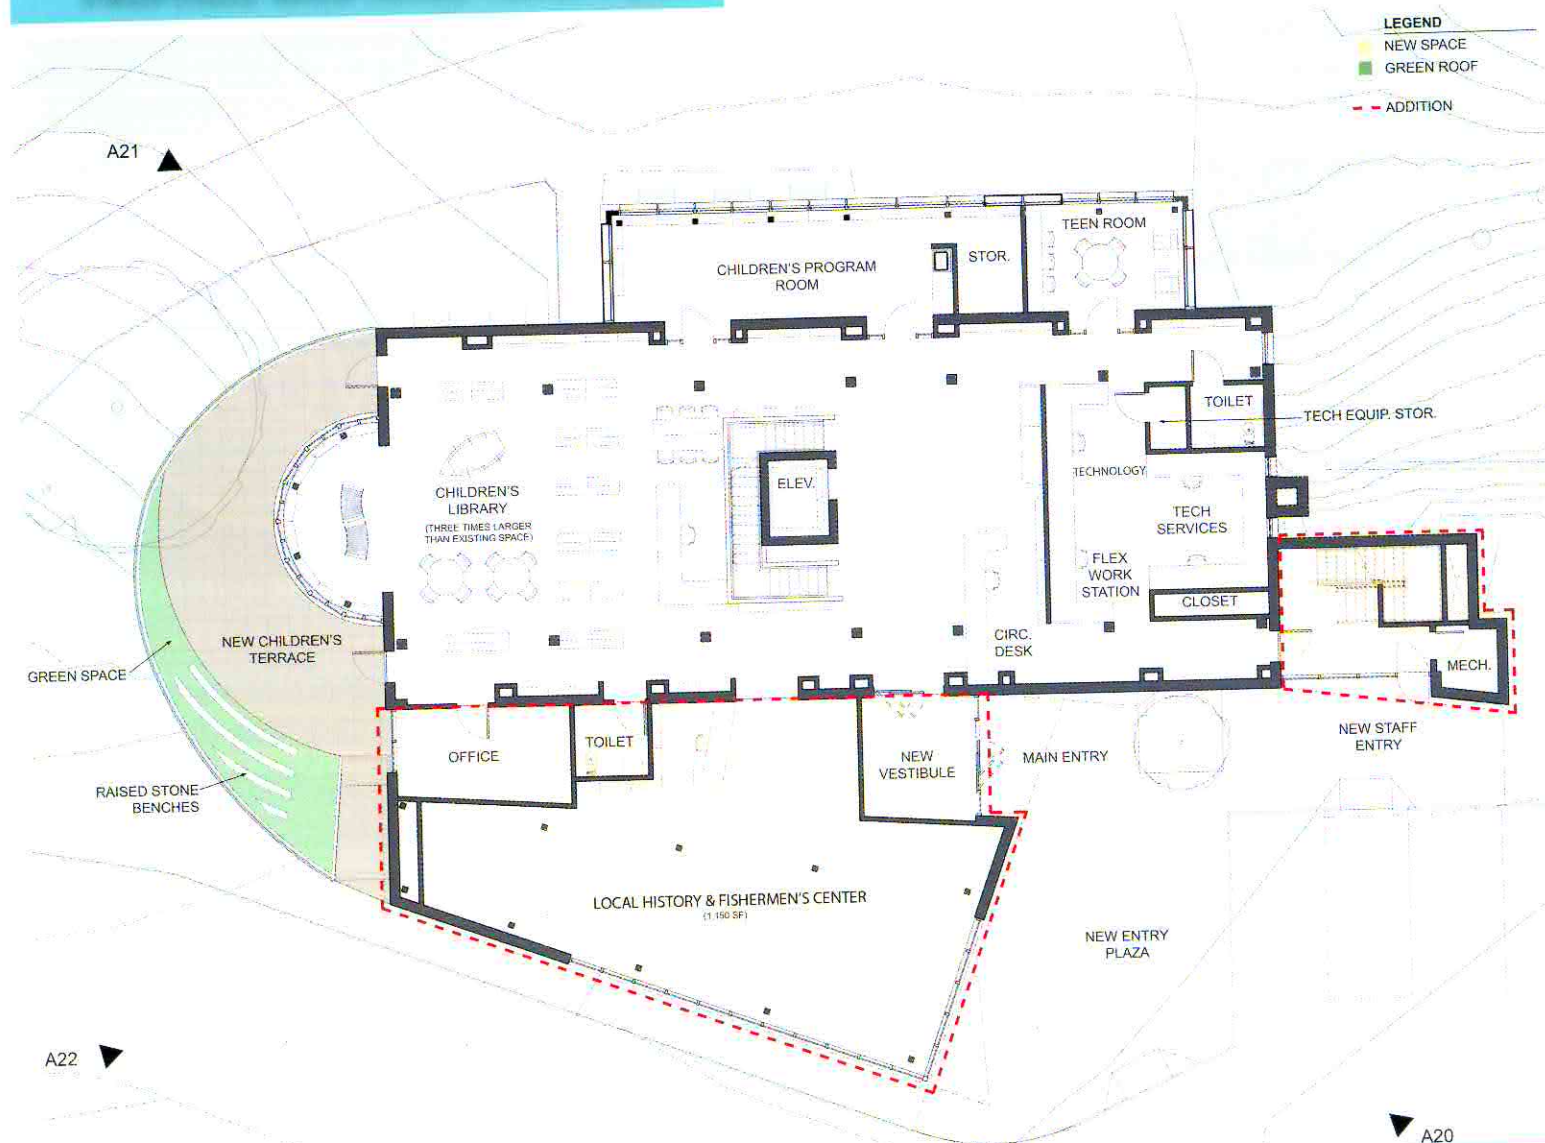 LEGEND
NEW SPACE
GREEN ROOF
ADDITION
A21
TEEN ROOM
STOR.
CHILDREN'S PROGRAM
ROOM
TOILET
TECH EQUIP. STOR.
TECHNOLOGY
ELEV.
CHILDREN'S
LIBRARY
(THREE TIMES LARGER
THAN EXISTING SPACE)
TECH
SERVICES
FLEX
WORK
STATION
CLOSET
CIRC.
DESK
NEW CHILDREN'S
TERRACE
GREEN SPACE
MECH.
NEW STAFF
ENTRY
OFFICE
TOILET
NEW
VESTIBULE
MAIN ENTRY
RAISED STONE
BENCHES
LOCAL HISTORY & FISHERMEN'S CENTER
(1,150 SF)
NEW ENTRY
PLAZA
A22
A20